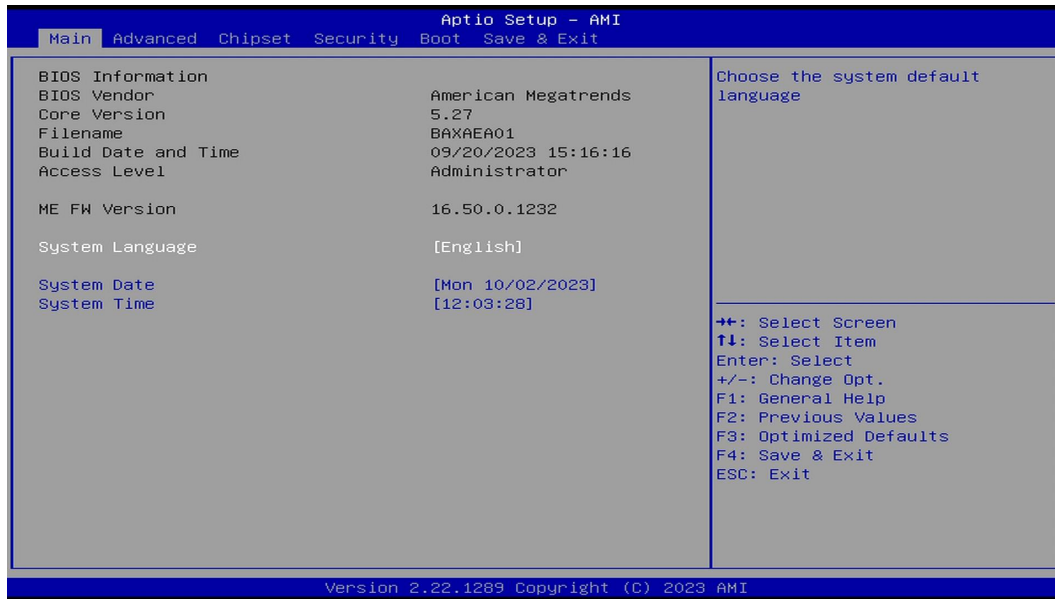 Aptio Setup – AMI
Main Advanced Chipset Security Boot Save & Exit
BIOS Information
BIOS Vendor American Megatrends
Core Version 5.27
Filename BAXAEA01
Build Date and Time 09/20/2023 15:16:16
Access Level Administrator
ME FW Version 16.50.0.1232
System Language [English]
System Date [Mon 10/02/2023]
System Time [12:03:28]
Choose the system default
language
→←: Select Screen
↑↓: Select Item
Enter: Select
+/-: Change Opt.
F1: General Help
F2: Previous Values
F3: Optimized Defaults
F4: Save & Exit
ESC: Exit
Version 2.22.1289 Copyright (C) 2023 AMI